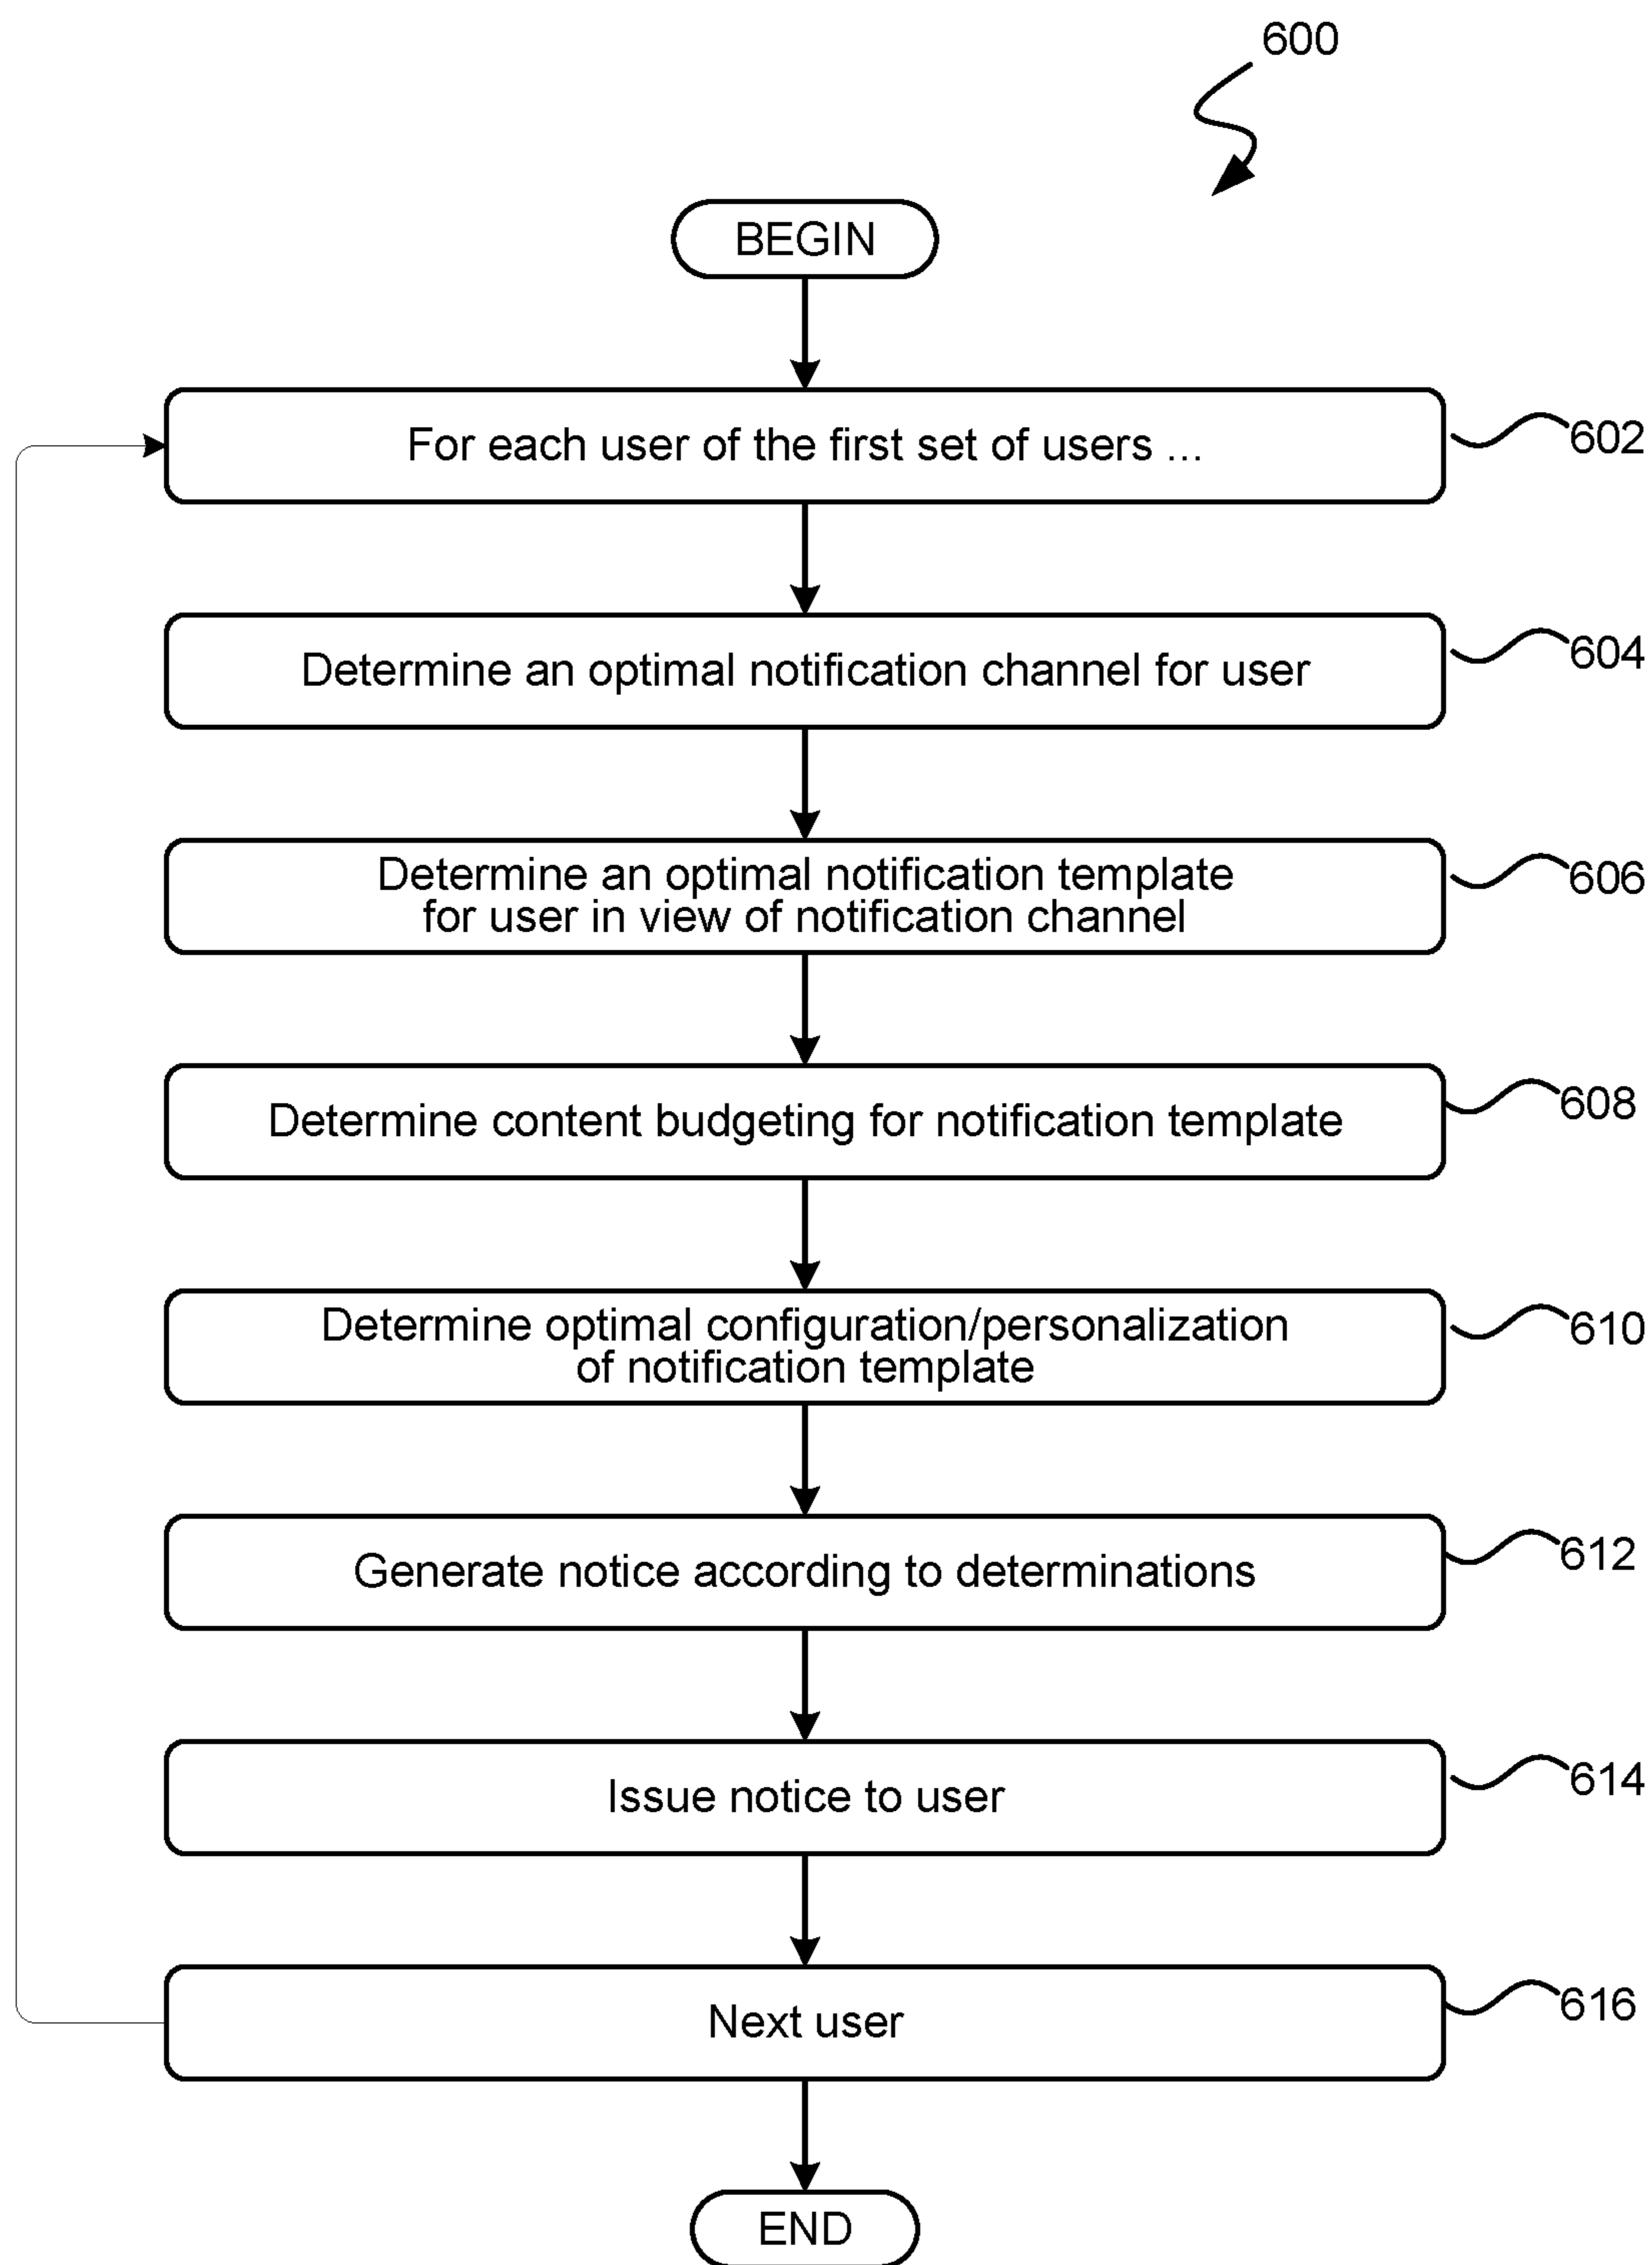 600
BEGIN
For each user of the first set of users ...
602
Determine an optimal notification channel for user
604
Determine an optimal notification template
for user in view of notification channel
606
Determine content budgeting for notification template
608
Determine optimal configuration/personalization
of notification template
610
Generate notice according to determinations
612
Issue notice to user
614
Next user
616
END